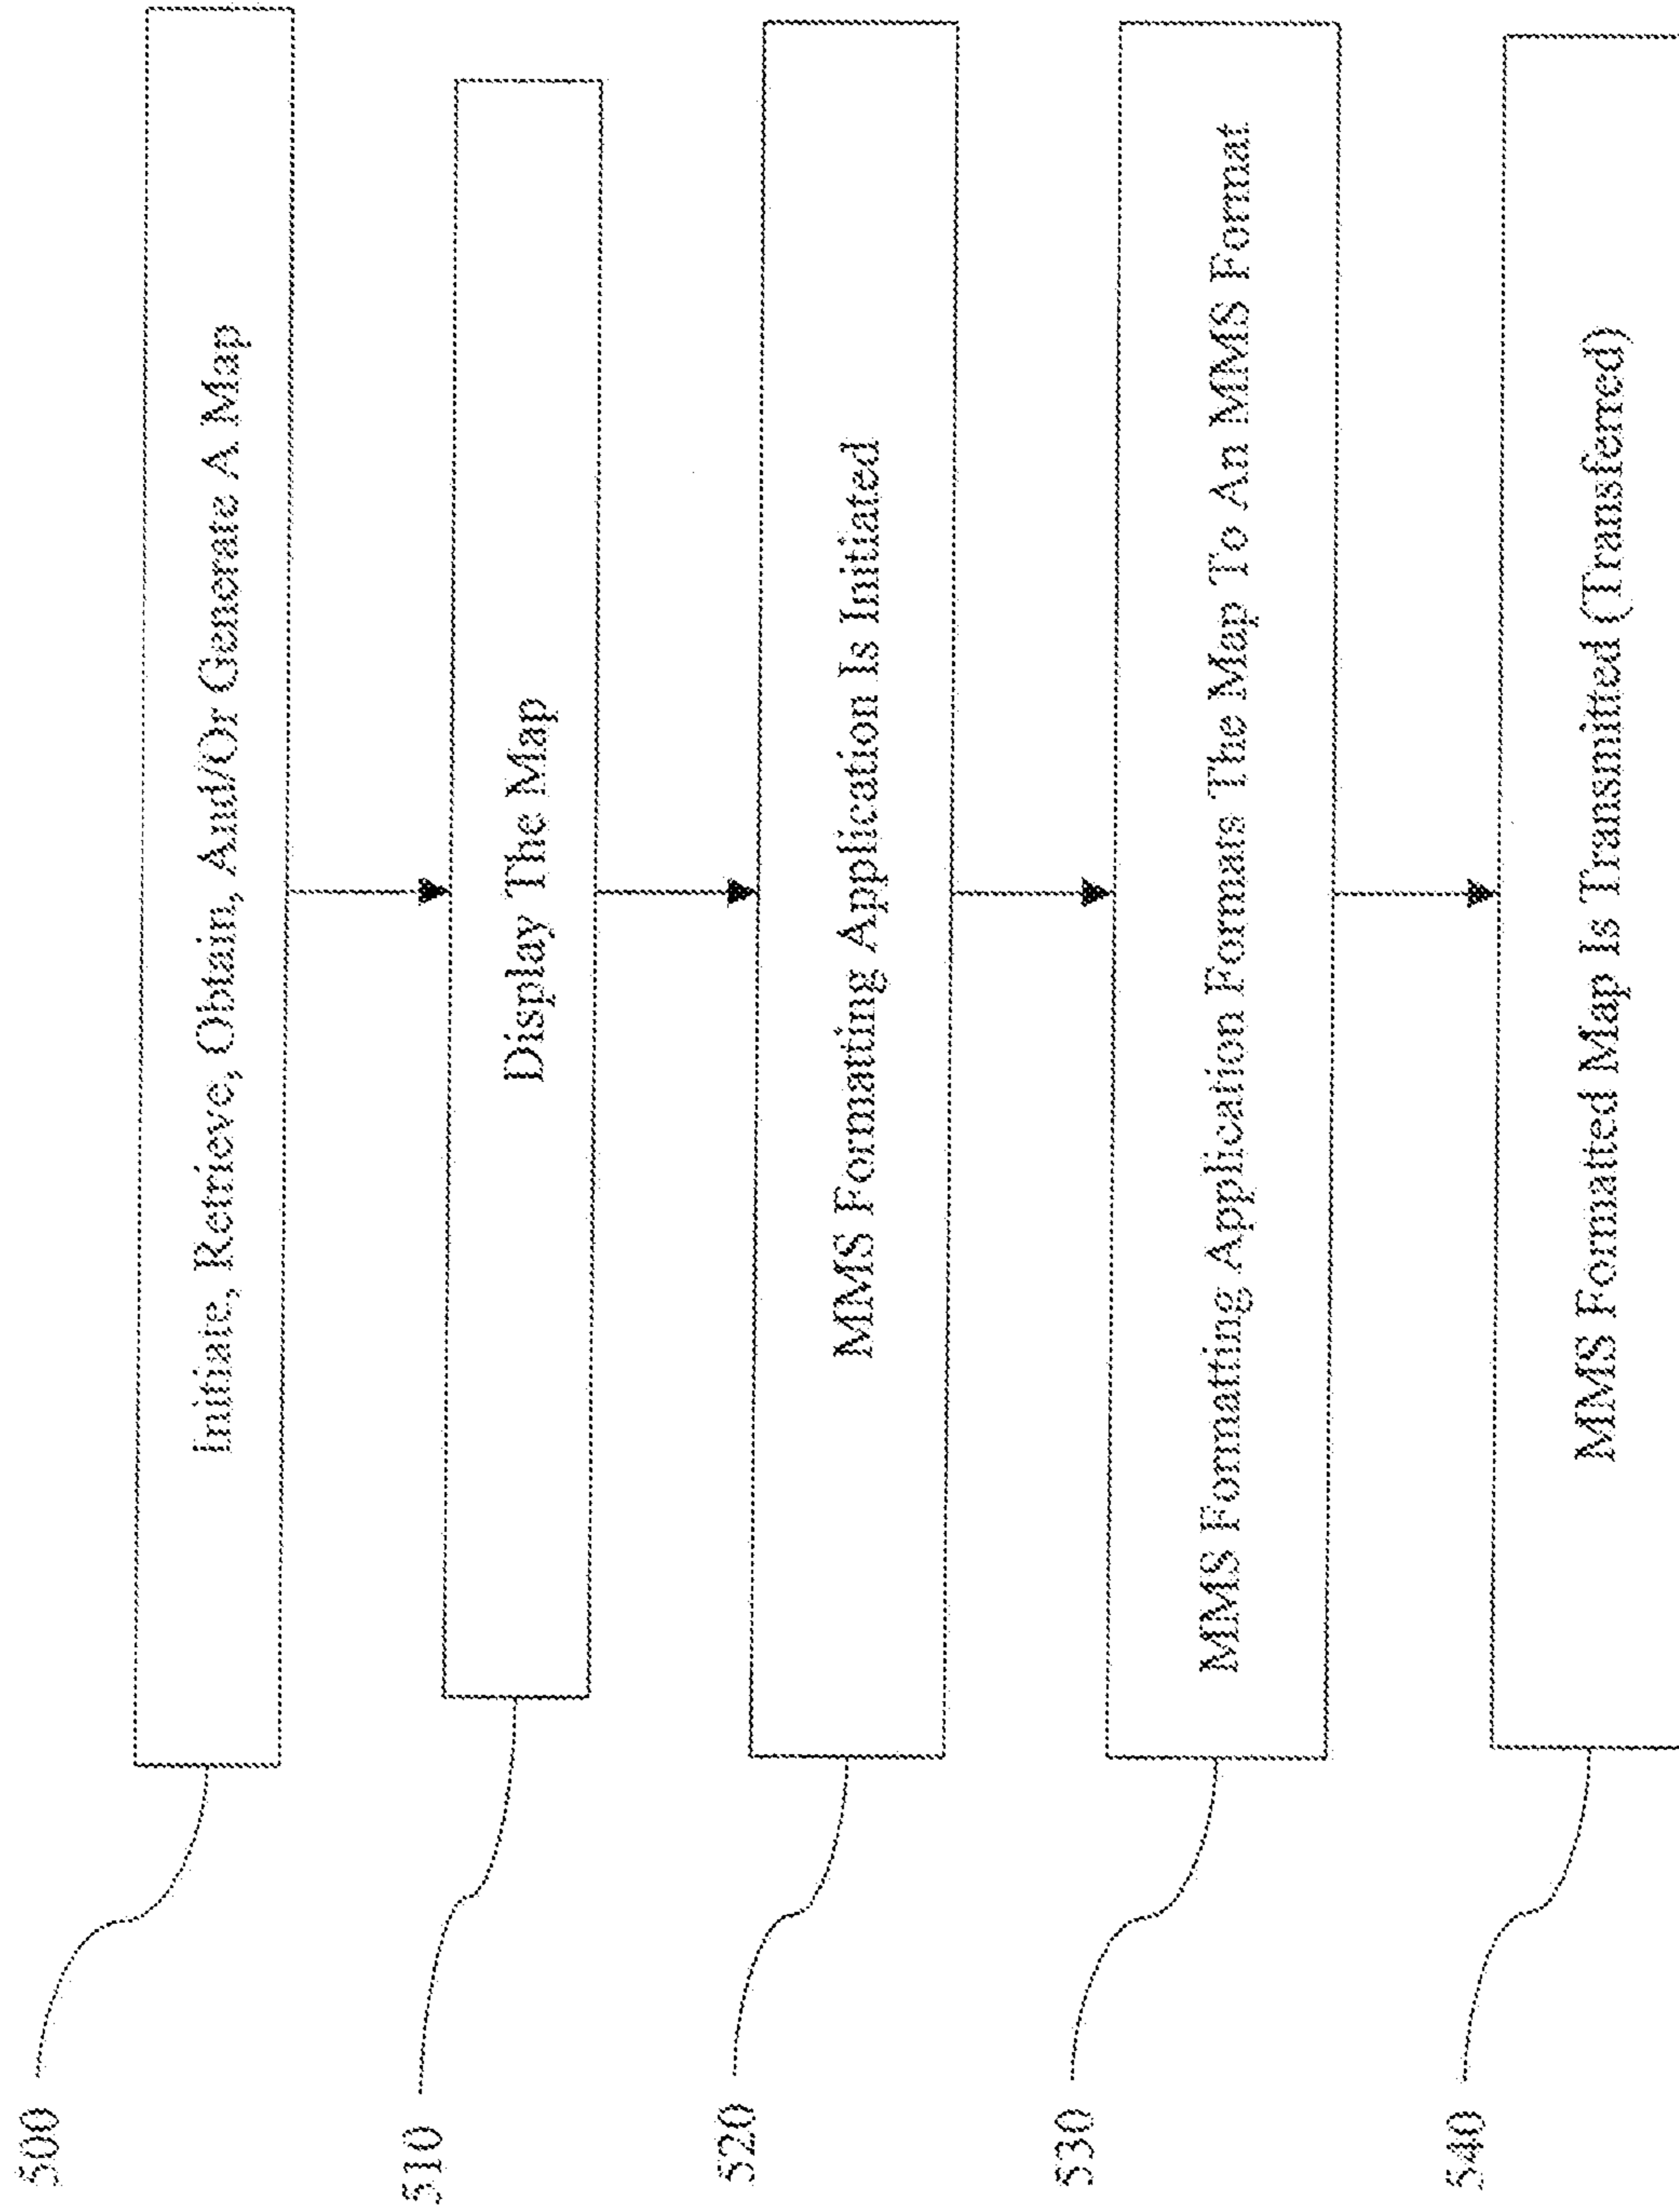 500
Initiate, Retrieve, Obtain, And/Or Generate A Map
510
Display The Map
520
MMS Formatting Application Is Initiated
530
MMS Formatting Application Formats The Map To An MMS Format
540
MMS Formatted Map Is Transmitted (Transferred)